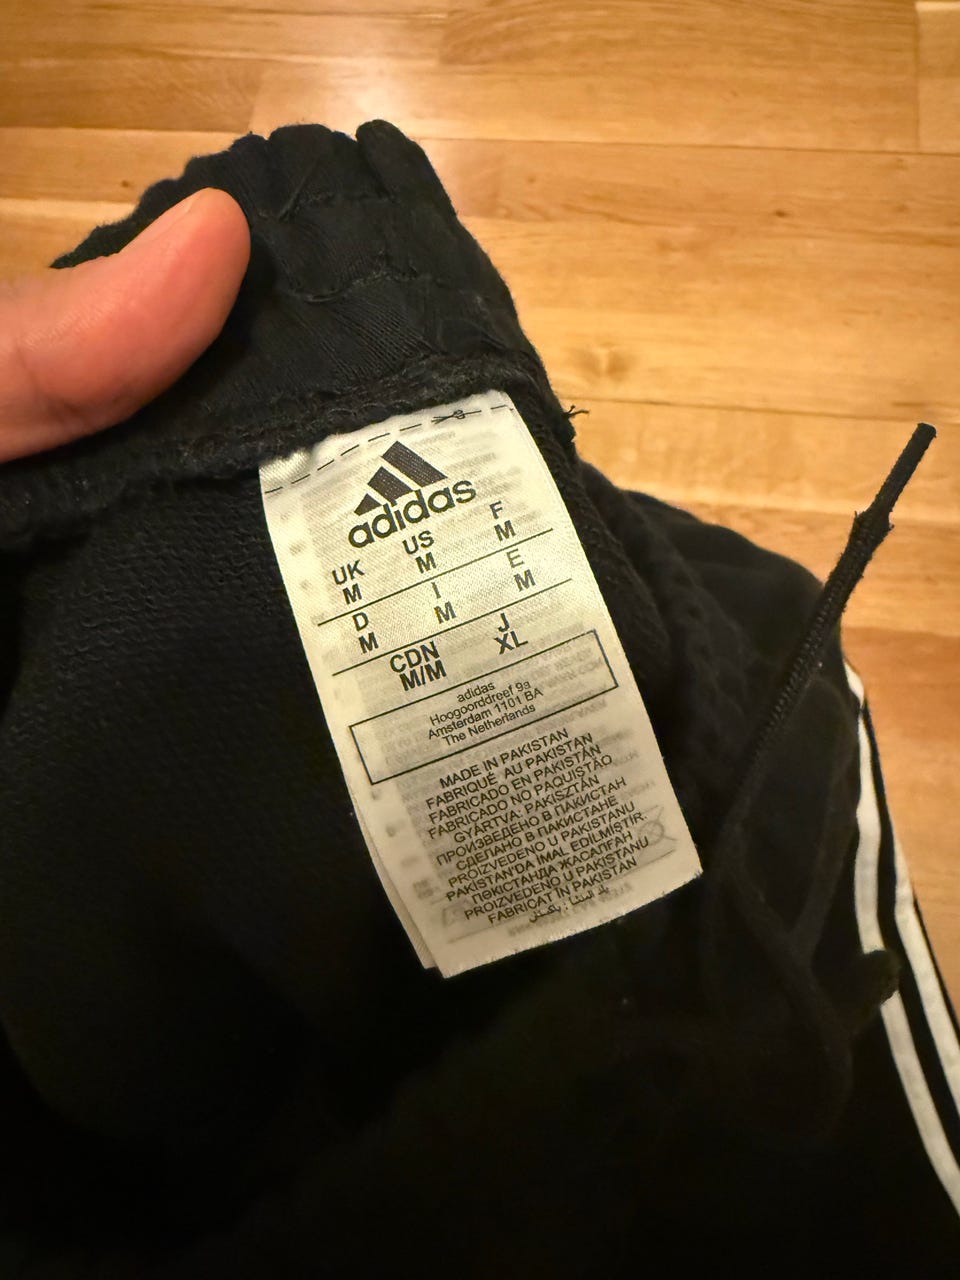 adidas
UK US F
M M M
D I E
M M M
CDN J
M/M XL
adidas
Hoogoorddreef 9a
Amsterdam 1101 BA
The Netherlands
MADE IN PAKISTAN
FABRIQUÉ AU PAKISTAN
FABRICADO EN PAKISTÁN
FABRICADO NO PAQUISTÃO
GYÁRTVA: PAKISZTÁN
ПРОИЗВЕДЕНО В ПАКИСТАН
СДЕЛАНО В ПАКИСТАНЕ
PROIZVEDENO U PAKISTANU
PAKISTAN'DA İMAL EDİLMİŞTİR.
ПӘКІСТАНДА ЖАСАЛҒАН
PROIZVEDENO U PAKISTANU
FABRICAT ÎN PAKISTAN